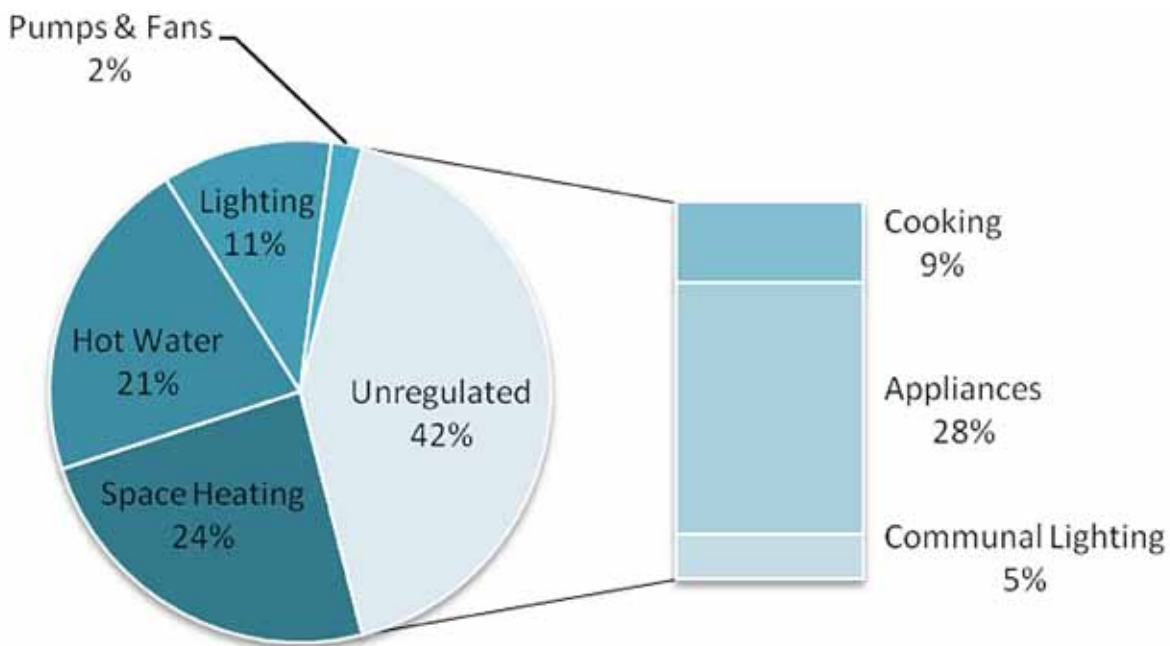 Pumps & Fans
2%
Lighting
11%
Hot Water
21%
Space Heating
24%
Unregulated
42%
Cooking
9%
Appliances
28%
Communal Lighting
5%